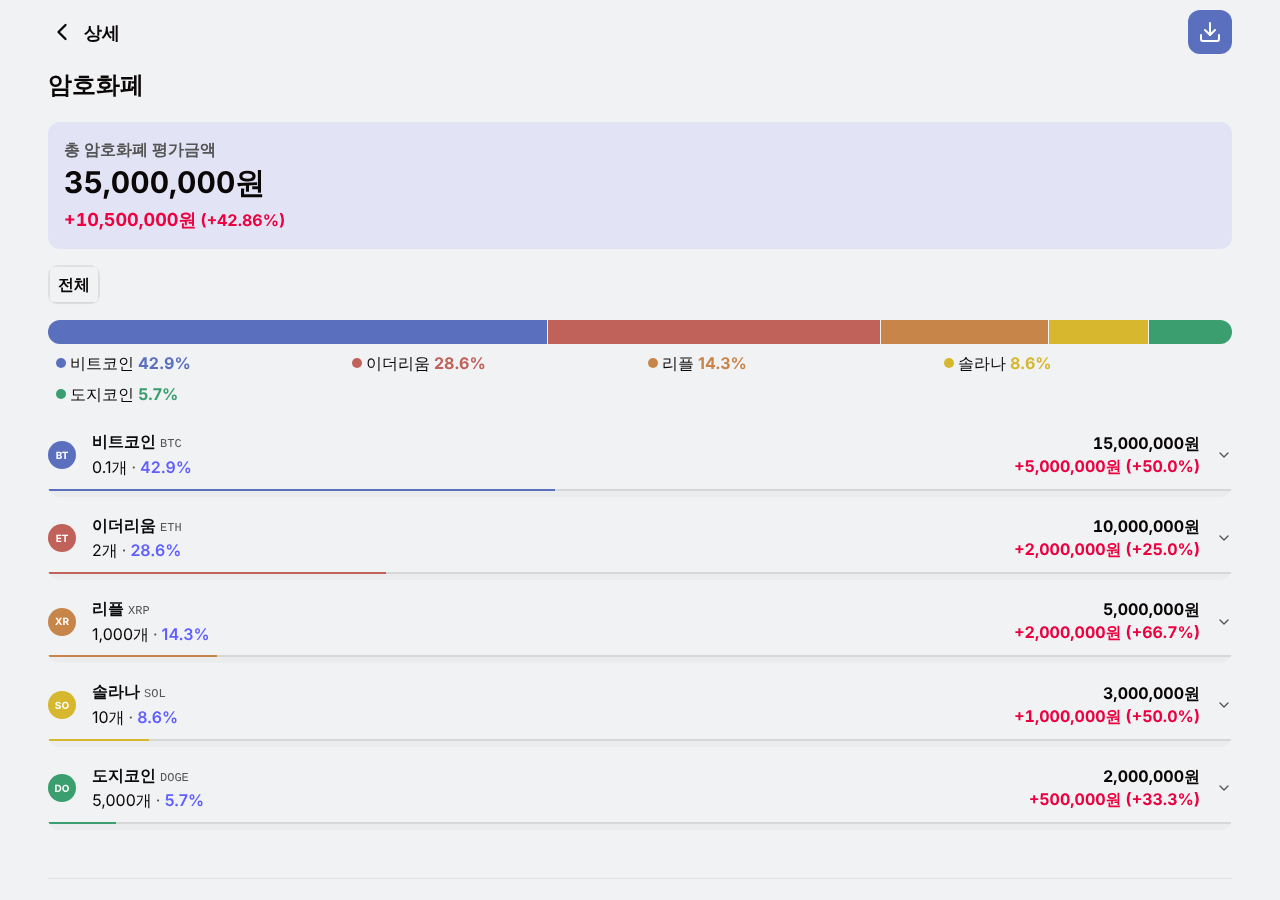 상세
암호화폐
총 암호화폐 평가금액
35,000,000원
+10,500,000원 (+42.86%)
전체
비트코인 42.9% 이더리움 28.6% 리플 14.3% 솔라나 8.6%
도지코인 5.7%
BT 비트코인 BTC 15,000,000원
0.1개 · 42.9% +5,000,000원 (+50.0%)
ET 이더리움 ETH 10,000,000원
2개 · 28.6% +2,000,000원 (+25.0%)
XR 리플 XRP 5,000,000원
1,000개 · 14.3% +2,000,000원 (+66.7%)
SO 솔라나 SOL 3,000,000원
10개 · 8.6% +1,000,000원 (+50.0%)
DO 도지코인 DOGE 2,000,000원
5,000개 · 5.7% +500,000원 (+33.3%)